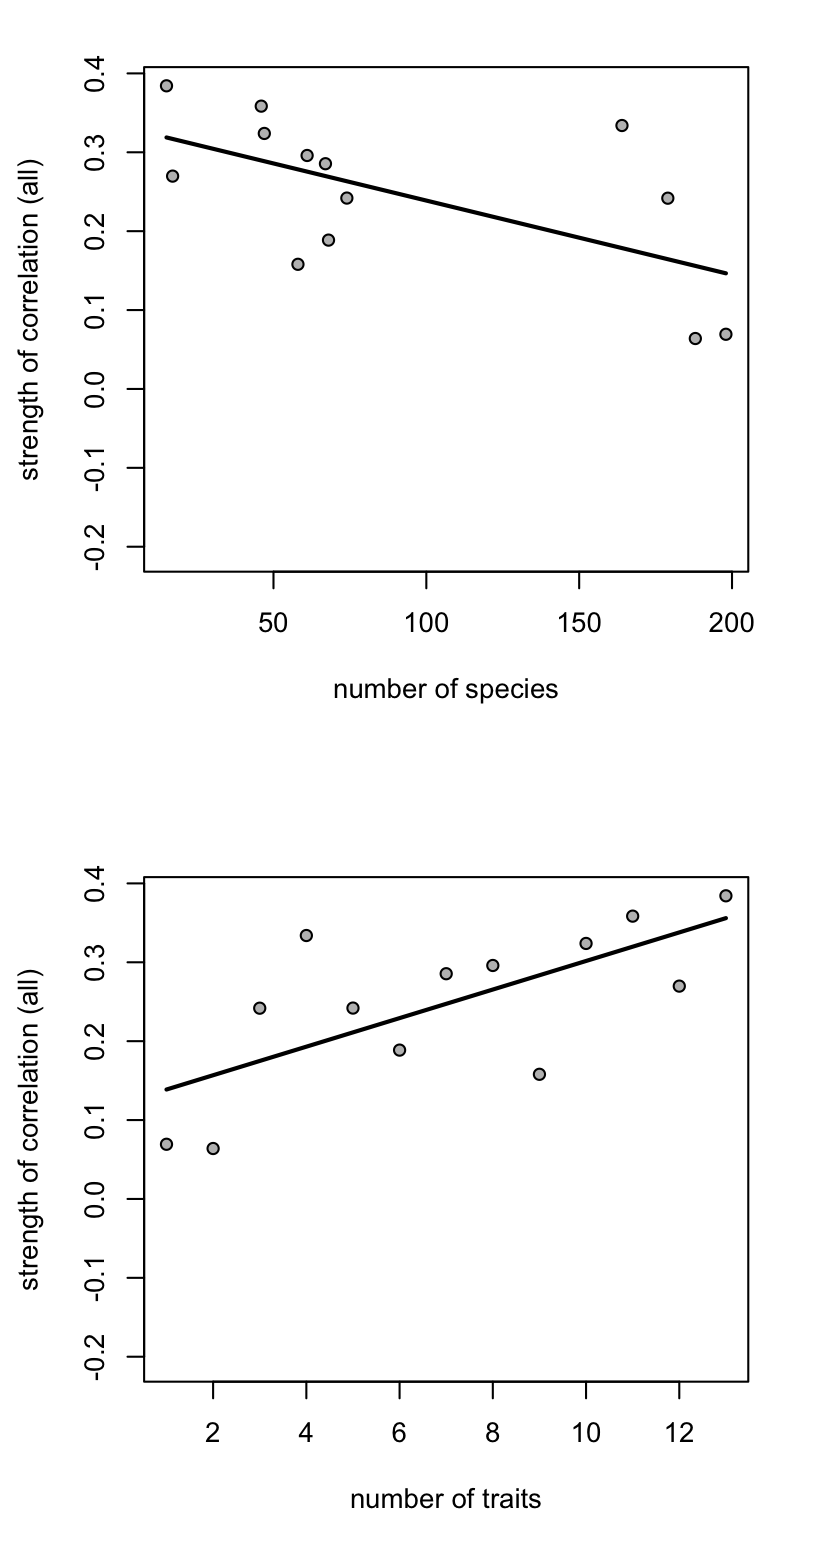 strength of correlation (all)
0.4
0.3
0.2
0.1
0.0
-0.1
-0.2
50 100 150 200
number of species
strength of correlation (all)
0.4
0.3
0.2
0.1
0.0
-0.1
-0.2
2 4 6 8 10 12
number of traits